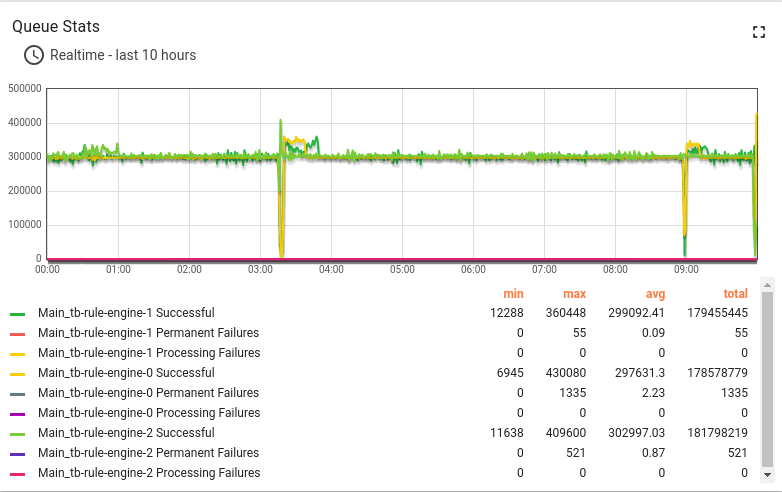 Queue Stats
Realtime - last 10 hours
500000
400000
300000
200000
100000
0
00:00 01:00 02:00 03:00 04:00 05:00 06:00 07:00 08:00 09:00
min max avg total
Main_tb-rule-engine-1 Successful 12288 360448 299092.41 179455445
Main_tb-rule-engine-1 Permanent Failures 0 55 0.09 55
Main_tb-rule-engine-1 Processing Failures 0 0 0 0
Main_tb-rule-engine-0 Successful 6945 430080 297631.3 178578779
Main_tb-rule-engine-0 Permanent Failures 0 1335 2.23 1335
Main_tb-rule-engine-0 Processing Failures 0 0 0 0
Main_tb-rule-engine-2 Successful 11638 409600 302997.03 181798219
Main_tb-rule-engine-2 Permanent Failures 0 521 0.87 521
Main_tb-rule-engine-2 Processing Failures 0 0 0 0